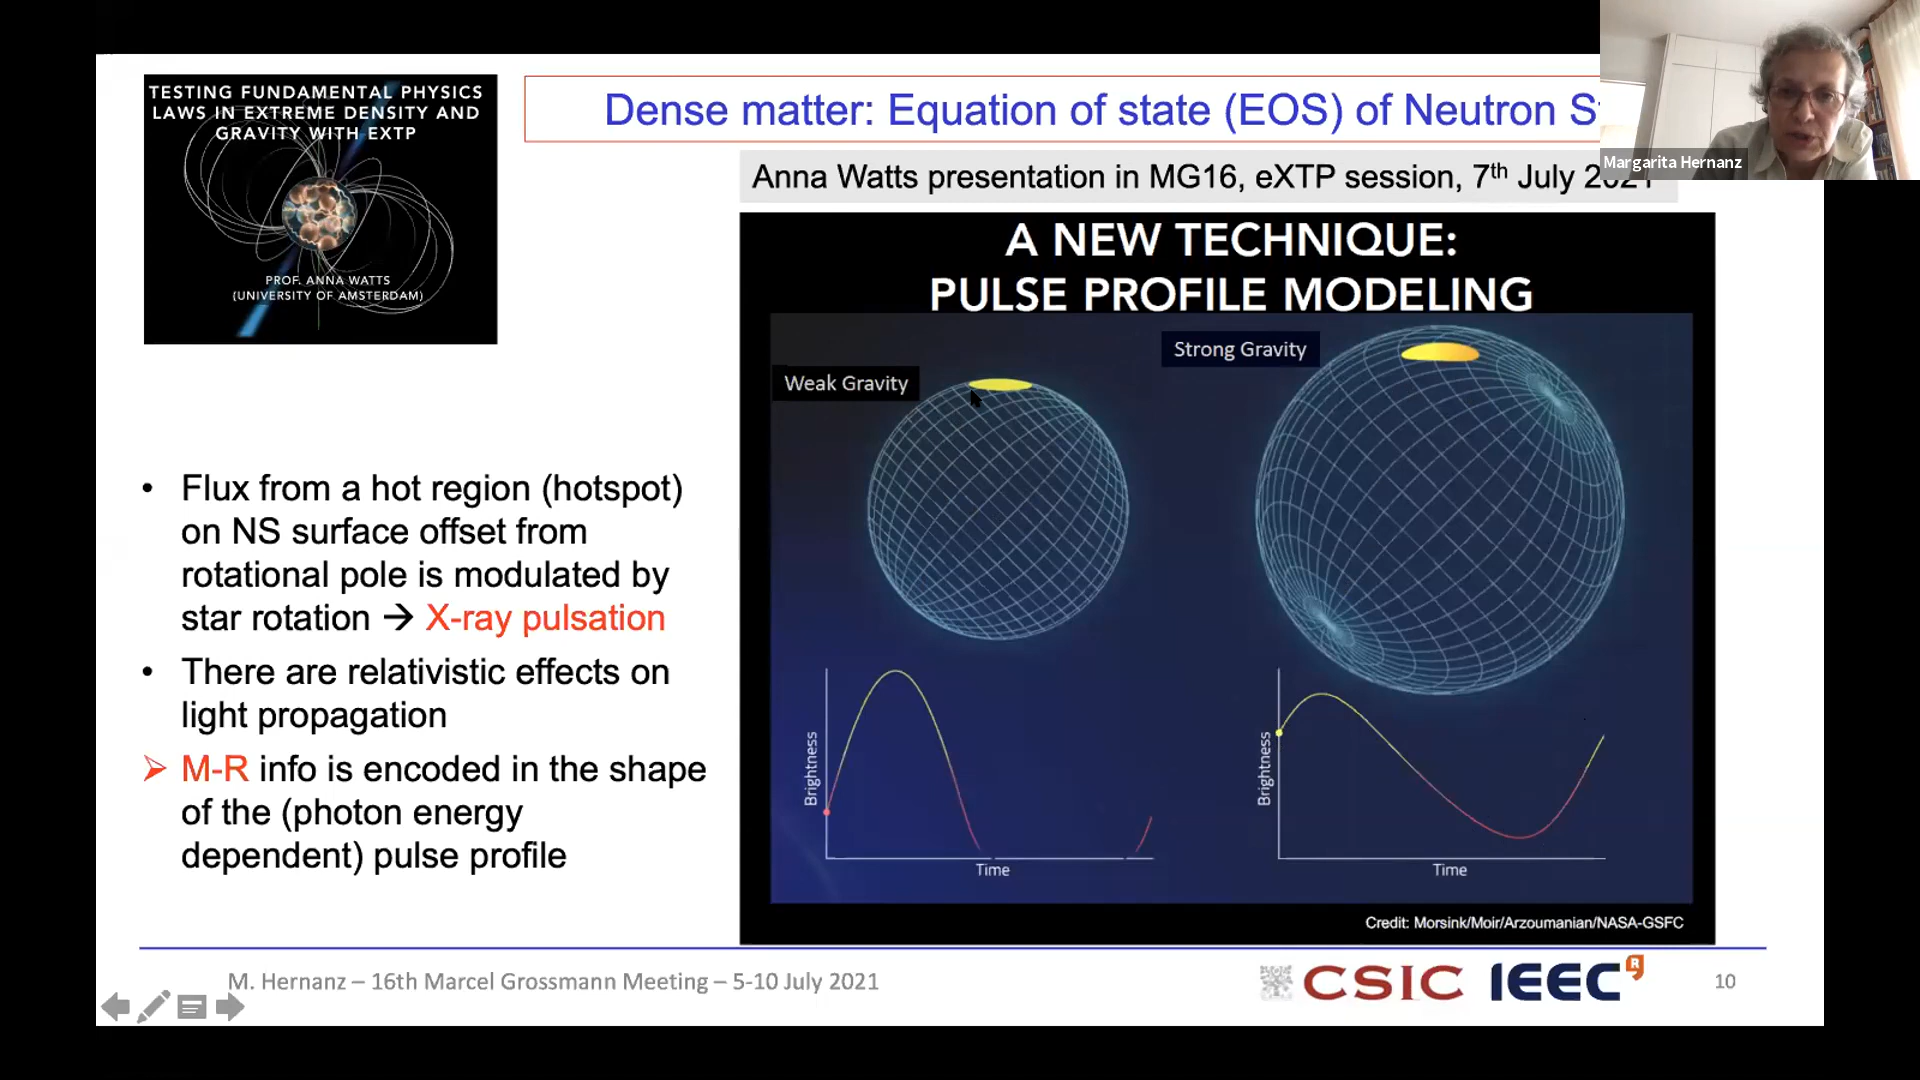 TESTING FUNDAMENTAL PHYSICS
LAWS IN EXTREME DENSITY AND
GRAVITY WITH EXTP
PROF. ANNA WATTS
(UNIVERSITY OF AMSTERDAM)
Dense matter: Equation of state (EOS) of Neutron
Margarita Hernanz
Anna Watts presentation in MG16, eXTP session, 7th July 2021
A NEW TECHNIQUE:
PULSE PROFILE MODELING
Weak Gravity
Strong Gravity
Brightness
Time
Brightness
Time
Credit: Morsink/Moir/Arzoumanian/NASA-GSFC
• Flux from a hot region (hotspot)
on NS surface offset from
rotational pole is modulated by
star rotation → X-ray pulsation
• There are relativistic effects on
light propagation
➢ M-R info is encoded in the shape
of the (photon energy
dependent) pulse profile
M. Hernanz – 16th Marcel Grossmann Meeting – 5-10 July 2021
CSIC IEEC R
10